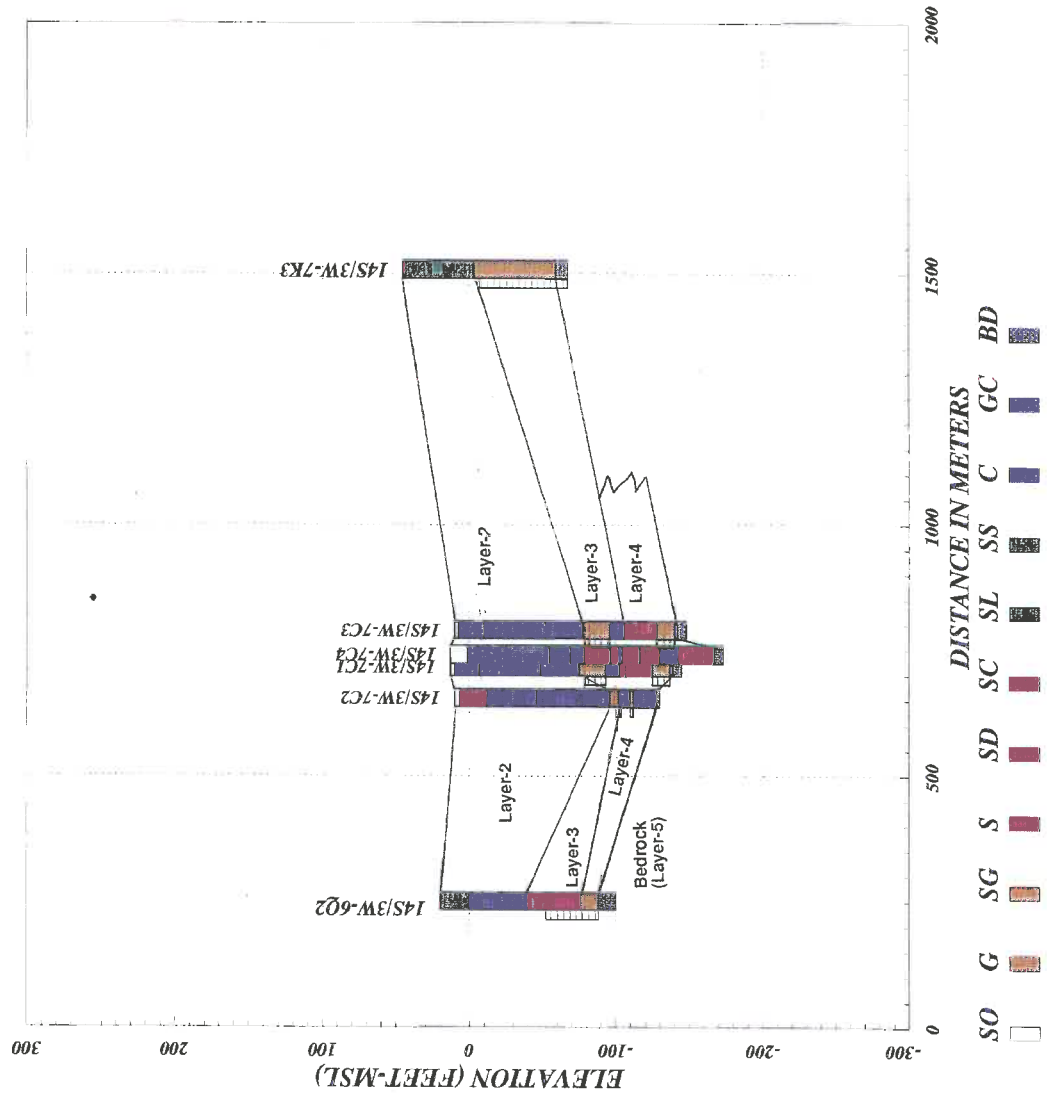 300
200
100
0
-100
-200
-300
ELEVATION (FEET-MSL)
14S/3W-6Q2
14S/3W-7C2
14S/3W-7C1
14S/3W-7C4
14S/3W-7C3
14S/3W-7K3
Layer-2
Layer-3
Layer-4
Bedrock
(Layer-5)
Layer-2
Layer-3
Layer-4
0
500
1000
1500
2000
DISTANCE IN METERS
SO
G
SG
S
SD
SC
SL
SS
C
GC
BD